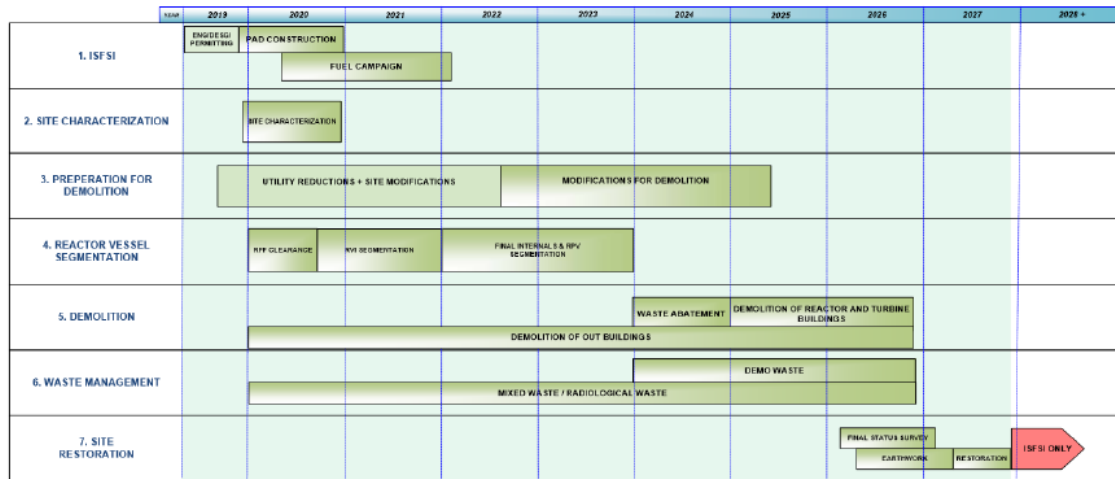 YEAR 2019 2020 2021 2022 2023 2024 2025 2026 2027 2028 +
1. ISFSI
ENG/DESG/
PERMITTING
PAD CONSTRUCTION
FUEL CAMPAIGN
2. SITE CHARACTERIZATION
SITE CHARACTERIZATION
3. PREPARATION FOR
DEMOLITION
UTILITY REDUCTIONS + SITE MODIFICATIONS
MODIFICATIONS FOR DEMOLITION
4. REACTOR VESSEL
SEGMENTATION
CLEARANCE
RVI SEGMENTATION
FINAL INTERNALS & RPV
SEGMENTATION
5. DEMOLITION
WASTE ABATEMENT
DEMOLITION OF REACTOR AND TURBINE
BUILDINGS
DEMOLITION OF OUT BUILDINGS
6. WASTE MANAGEMENT
DEMO WASTE
MIXED WASTE / RADIOLOGICAL WASTE
7. SITE
RESTORATION
FINAL STATUS SURVEY
EARTHWORK
RESTORATION
ISFSI ONLY